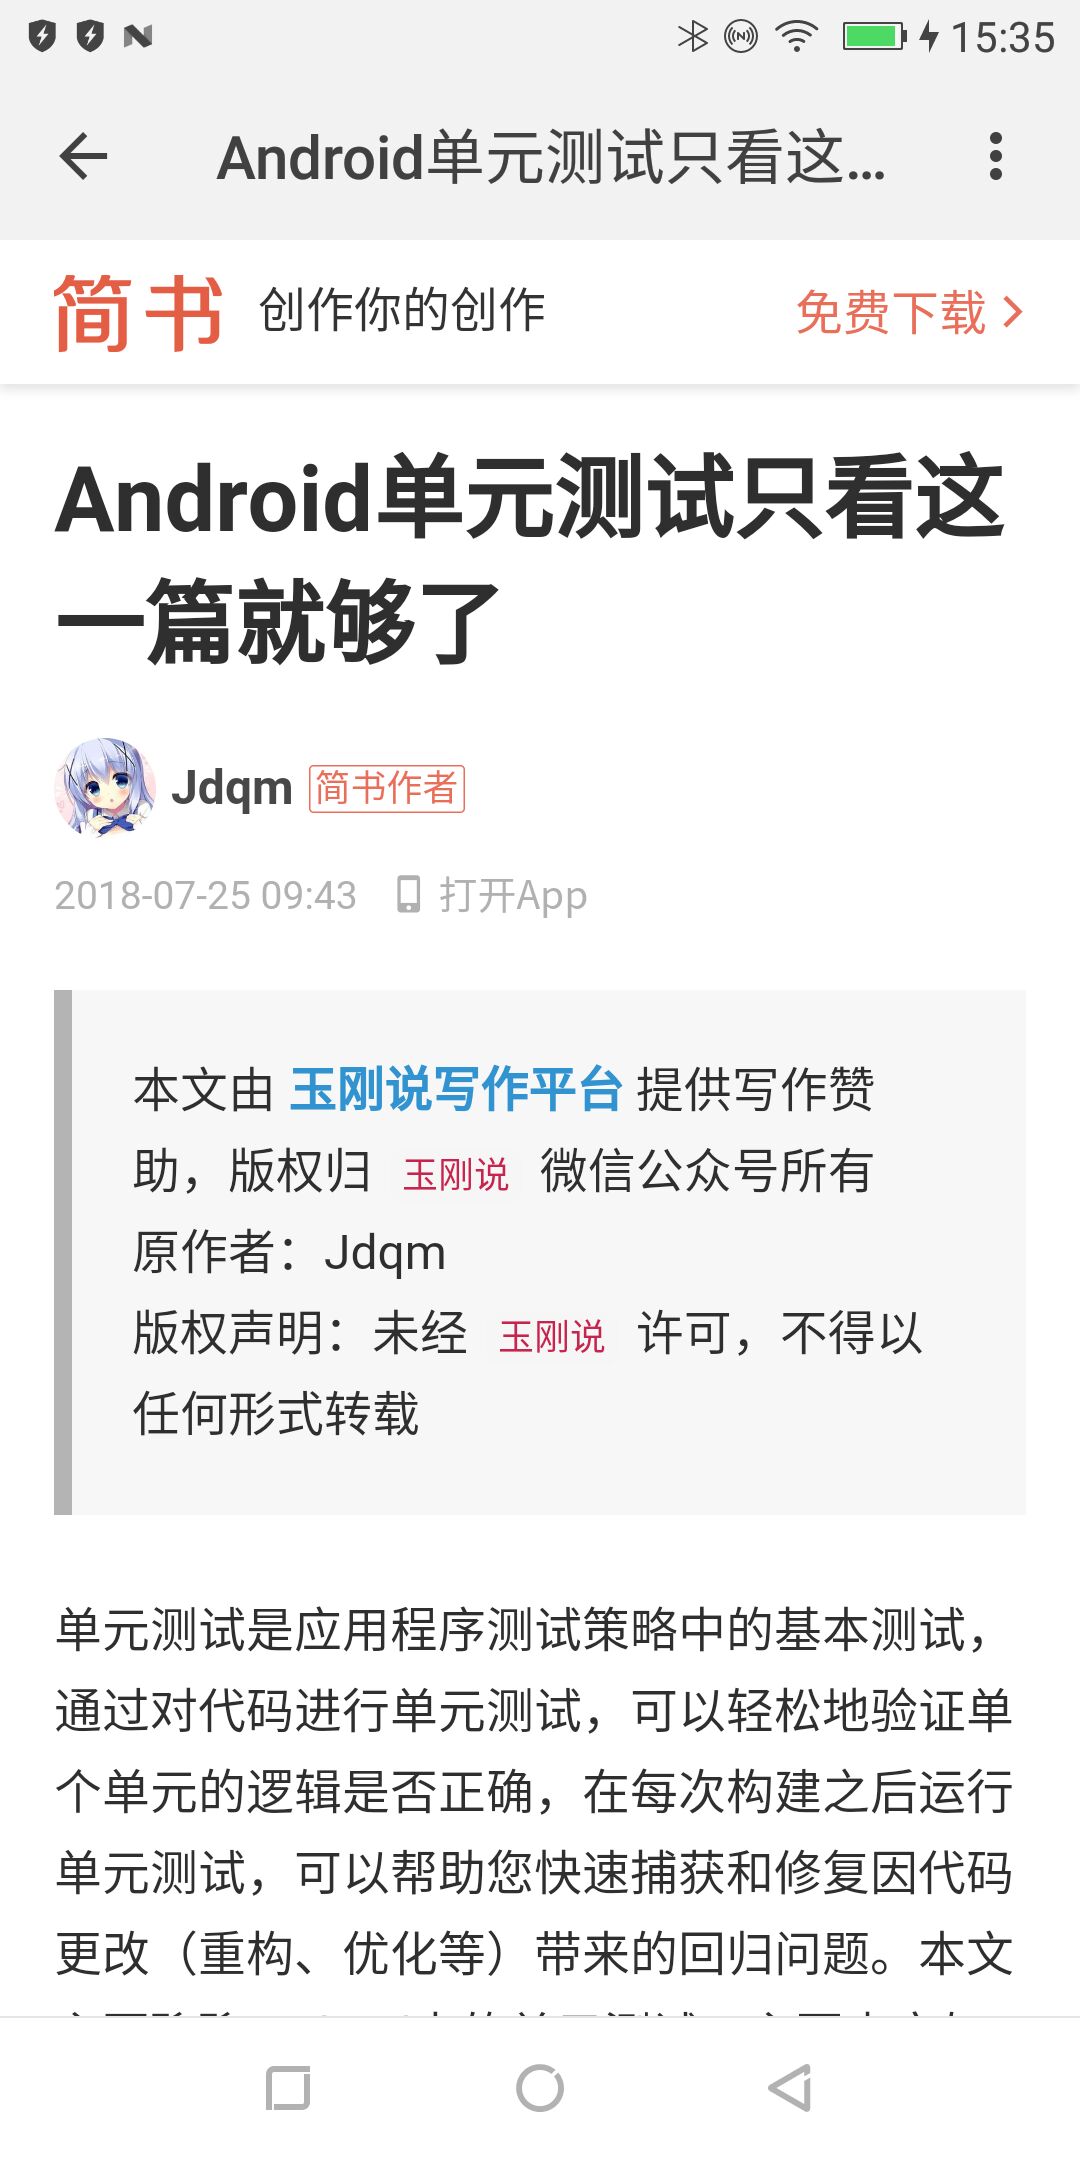 15:35
Android单元测试只看这...
简书 创作你的创作 免费下载
Android单元测试只看这
一篇就够了
Jdqm 简书作者
2018-07-25 09:43 打开App
本文由 玉刚说写作平台 提供写作赞
助，版权归 玉刚说 微信公众号所有
原作者：Jdqm
版权声明：未经 玉刚说 许可，不得以
任何形式转载
单元测试是应用程序测试策略中的基本测试，
通过对代码进行单元测试，可以轻松地验证单
个单元的逻辑是否正确，在每次构建之后运行
单元测试，可以帮助您快速捕获和修复因代码
更改（重构、优化等）带来的回归问题。本文